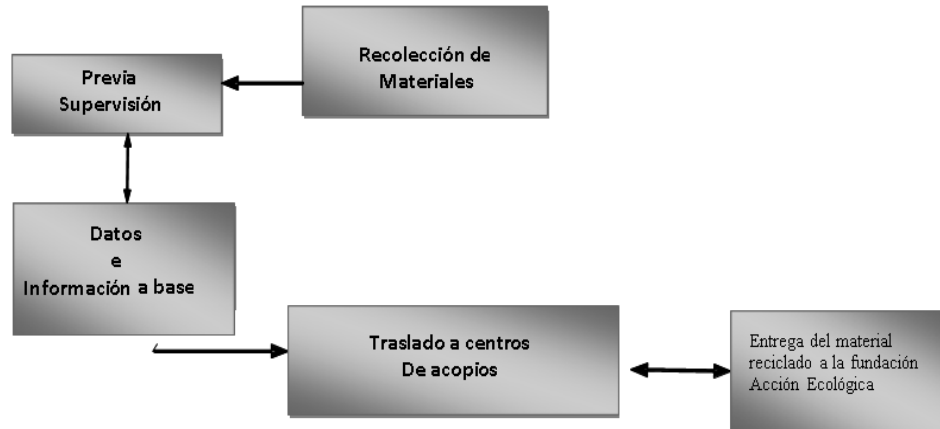 Recolección de
Materiales
Previa
Supervisión
Datos
e
Información a base
Traslado a centros
De acopios
Entrega del material
reciclado a la fundación
Acción Ecológica